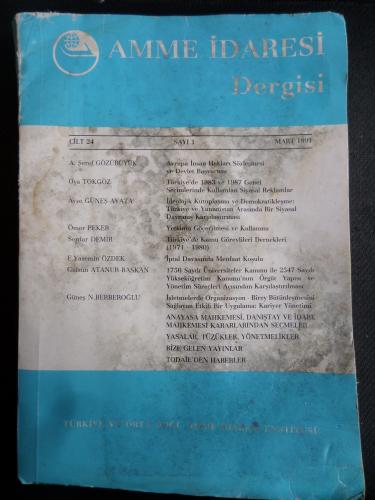 AMME İDARESİ
Dergisi
CİLT 24 SAYI 1 MART 1991
A. Şeref GÖZÜBÜYÜK Avrupa İnsan Hakları Sözleşmesi
ve Devlet Başvurusu
Oya TOKGÖZ Türkiye'de 1983 ve 1987 Genel
Seçimlerinde Kullanılan Siyasal Reklamlar
Ayşe GÜNEŞ AYATA İdeolojik Kutuplaşma ve Demokratikleşme:
Türkiye ve Yunanistan Arasında Bir Siyasal
Davranış Karşılaştırması
Ömer PEKER Yetkinin Göçerilmesi ve Kullanımı
Serdar DEMİR Türkiye'de Kamu Görevlileri Dernekleri
(1971 - 1980)
E. Yasemin ÖZDEK İptal Davasında Menfaat Koşulu
Gülsün ATANUR-BASKAN 1750 Sayılı Üniversiteler Kanunu ile 2547 Sayılı
Yükseköğretim Kanunu'nun Örgüt Yapısı ve
Yönetim Süreçleri Açısından Karşılaştırılması
Güneş N. BERBEROĞLU İşletmelerde Organizasyon - Birey Bütünleşmesini
Sağlayan Etkili Bir Uygulama: Kariyer Yönetimi
ANAYASA MAHKEMESİ, DANIŞTAY VE İDARE
MAHKEMESİ KARARLARINDAN SEÇMELER
YASALAR, TÜZÜKLER, YÖNETMELİKLER
BİZE GELEN YAYINLAR
TODAİE'DEN HABERLER
TÜRKİYE VE ORTA DOĞU AMME İDARESİ ENSTİTÜSÜ